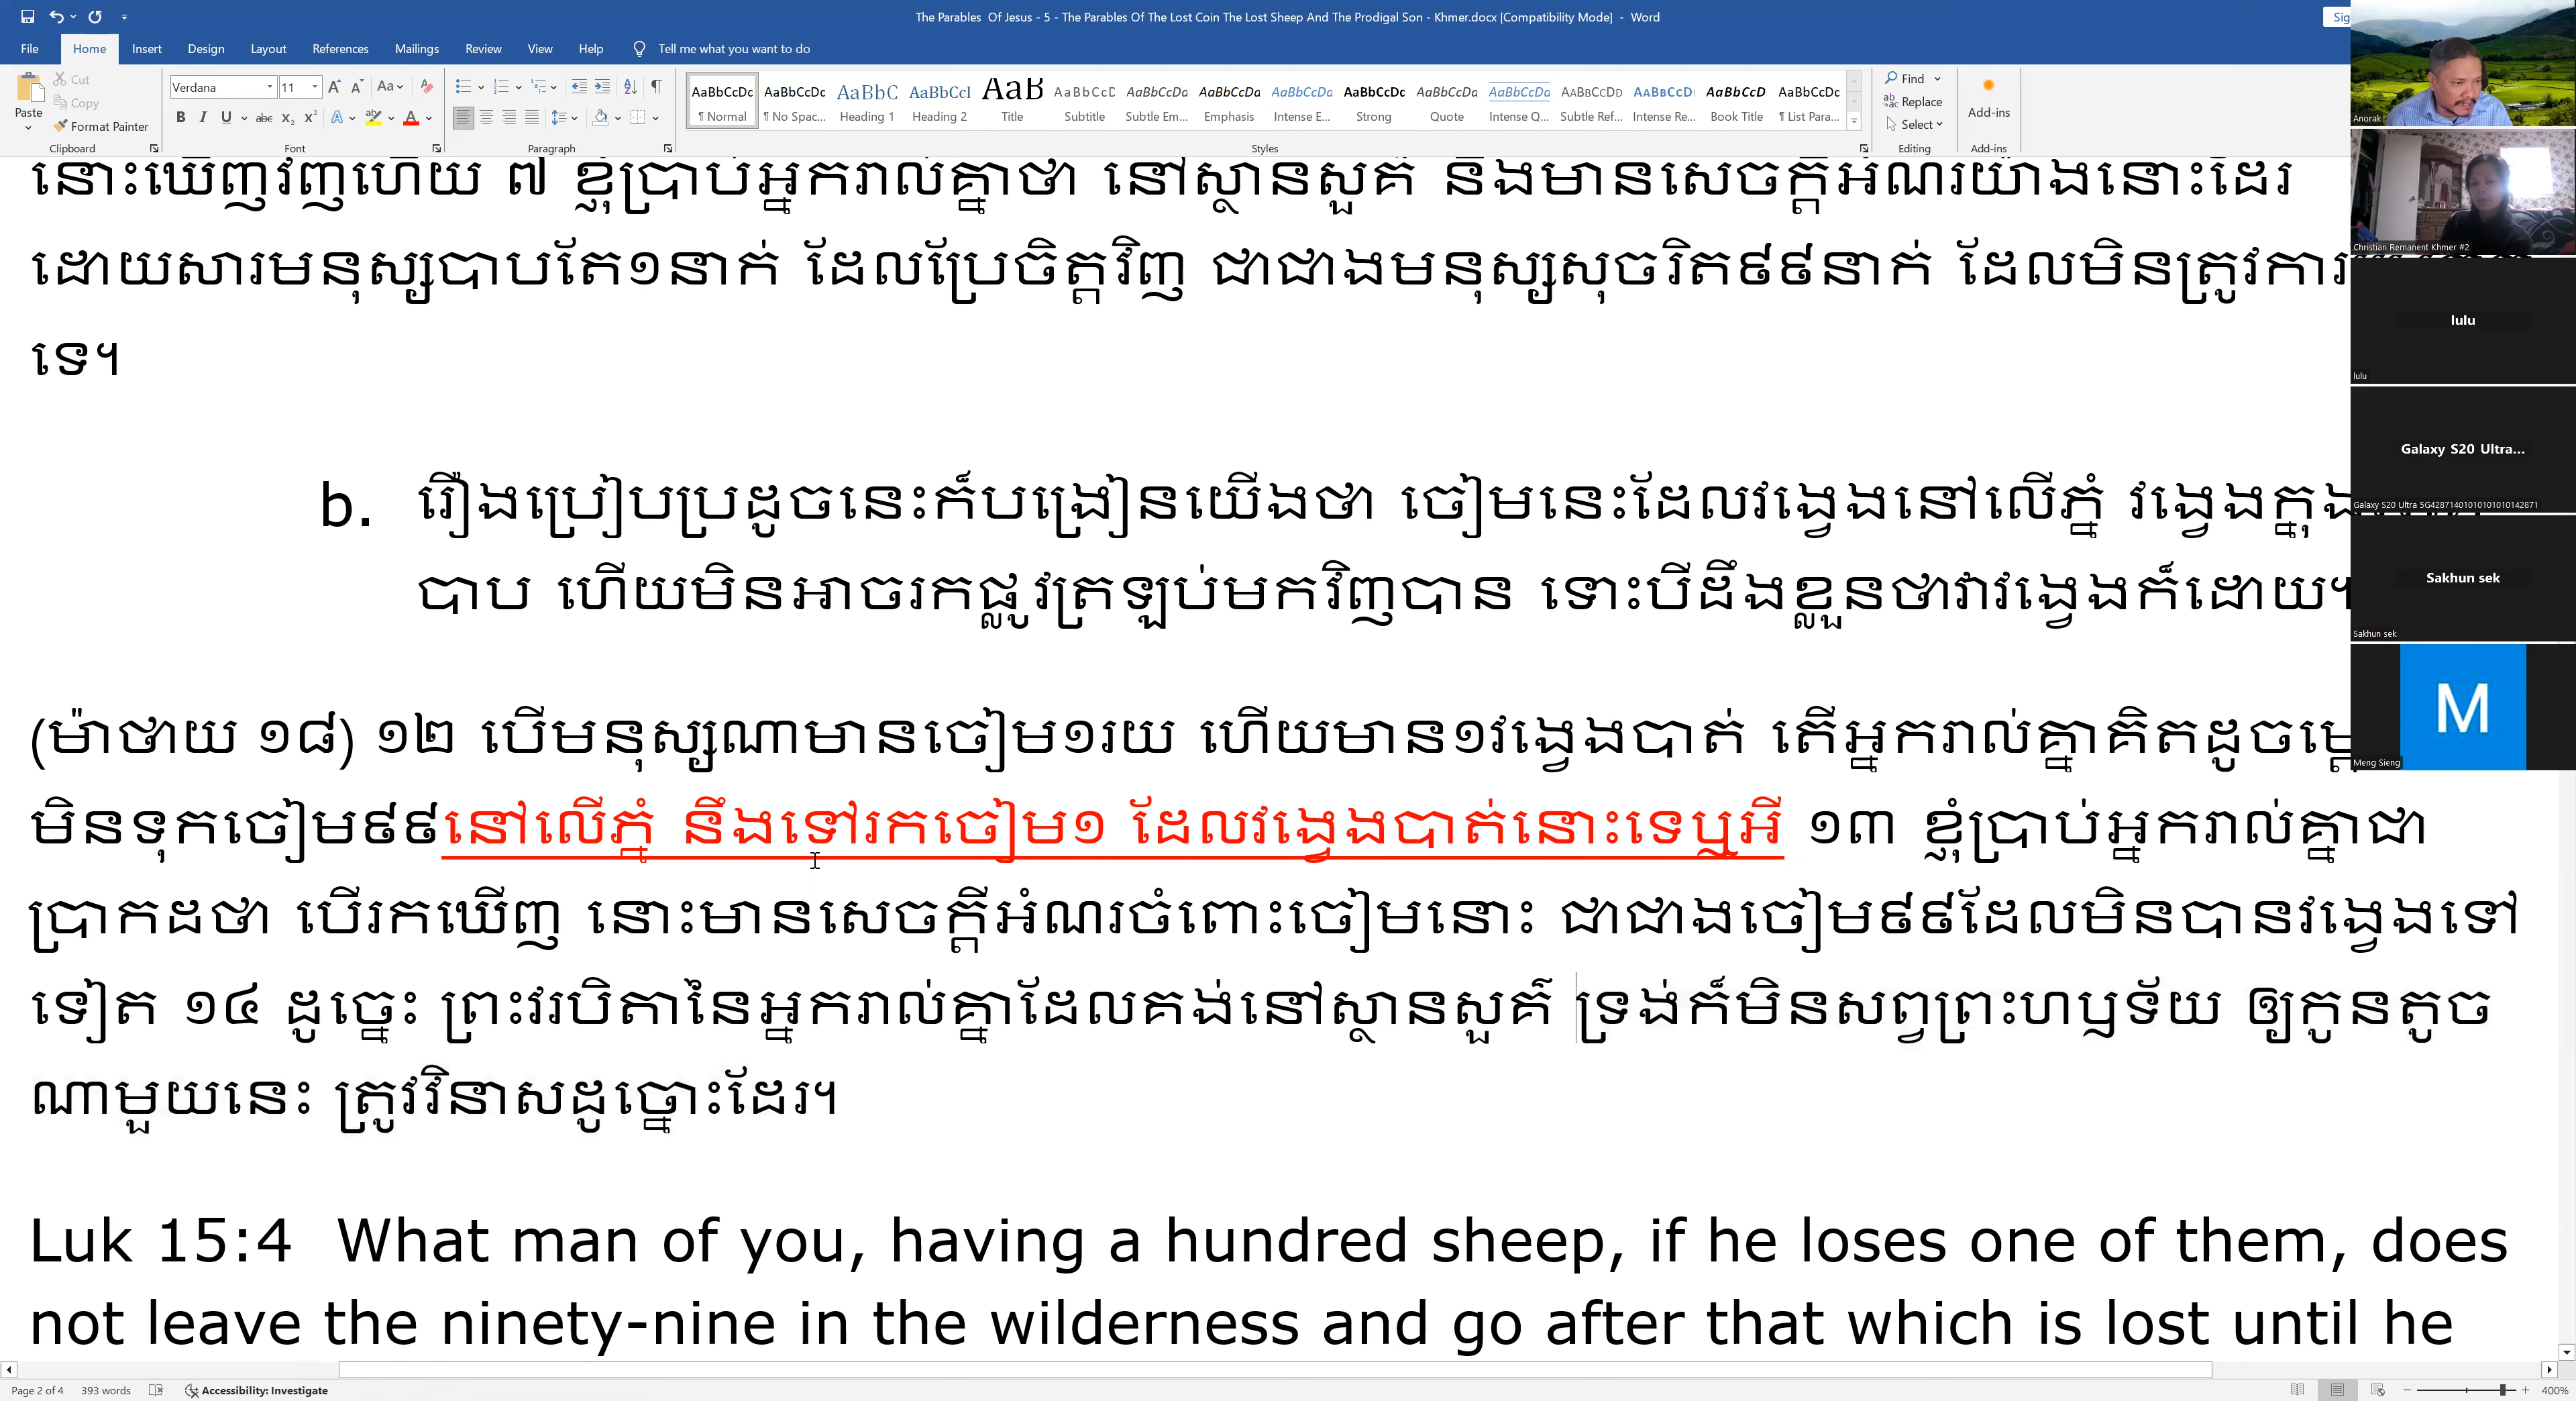 The Parables Of Jesus - 5 - The Parables Of The Lost Coin The Lost Sheep And The Prodigal Son - Khmer.docx [Compatibility Mode] - Word
File Home Insert Design Layout References Mailings Review View Help Tell me what you want to do
Paste Cut Copy Format Painter
Verdana 11
AaBbCcDc AaBbCcDc AaBbC AaBbCcI AaB AaBbCcD AaBbCcDa AaBbCcDa AaBbCcDa AaBbCcDc AaBbCcDa AaBbCcDa AaBbCcDd AaBbCcD AaBbCcD AaBbCcDc
¶ Normal ¶ No Spac... Heading 1 Heading 2 Title Subtitle Subtle Em... Emphasis Intense E... Strong Quote Intense Q... Subtle Ref... Intense Re... Book Title ¶ List Para...
Find Replace Select
Add-ins
Clipboard Font Paragraph Styles Editing Add-ins
នោះឃើញវិញហើយ ៧ ខ្ញុំប្រាប់អ្នករាល់គ្នាថា នៅស្ថានសួគ៌ នឹងមានសេចក្តីអំណរយ៉ាងនោះដែរ
ដោយសារមនុស្សបាបតែ១នាក់ ដែលប្រែចិត្តវិញ ជាជាងមនុស្សសុចរិត៩៩នាក់ ដែលមិនត្រូវការ
ទេ។
b. រឿងប្រៀបប្រដូចនេះក៏បង្រៀនយើងថា ចៀមនេះដែលវង្វេងនៅលើភ្នំ វង្វេងក្នុង
បាប ហើយមិនអាចរកផ្លូវត្រឡប់មកវិញបាន ទោះបីដឹងខ្លួនថាវាវង្វេងក៏ដោយ។
(ម៉ាថាយ ១៨) ១២ បើមនុស្សណាមានចៀម១រយ ហើយមាន១វង្វេងបាត់ តើអ្នករាល់គ្នាគិតដូចម្តេ
មិនទុកចៀម៩៩នៅលើភ្នំ នឹងទៅរកចៀម១ ដែលវង្វេងបាត់នោះទេឬអី ១៣ ខ្ញុំប្រាប់អ្នករាល់គ្នាជា
ប្រាកដថា បើរកឃើញ នោះមានសេចក្តីអំណរចំពោះចៀមនោះ ជាជាងចៀម៩៩ដែលមិនបានវង្វេងទៅ
ទៀត ១៤ ដូច្នេះ ព្រះវរបិតានៃអ្នករាល់គ្នាដែលគង់នៅស្ថានសួគ៌ ទ្រង់ក៏មិនសព្វព្រះហឫទ័យ ឲ្យកូនតូច
ណាមួយនេះ ត្រូវវិនាសដូច្នោះដែរ។
Luk 15:4 What man of you, having a hundred sheep, if he loses one of them, does
not leave the ninety-nine in the wilderness and go after that which is lost until he
Anorak
Christian Remanent Khmer #2
lulu
lulu
Galaxy S20 Ultra...
Galaxy S20 Ultra 5G42871401010101010142871
Sakhun sek
Sakhun sek
M
Meng Sieng
Page 2 of 4 393 words Accessibility: Investigate 400%